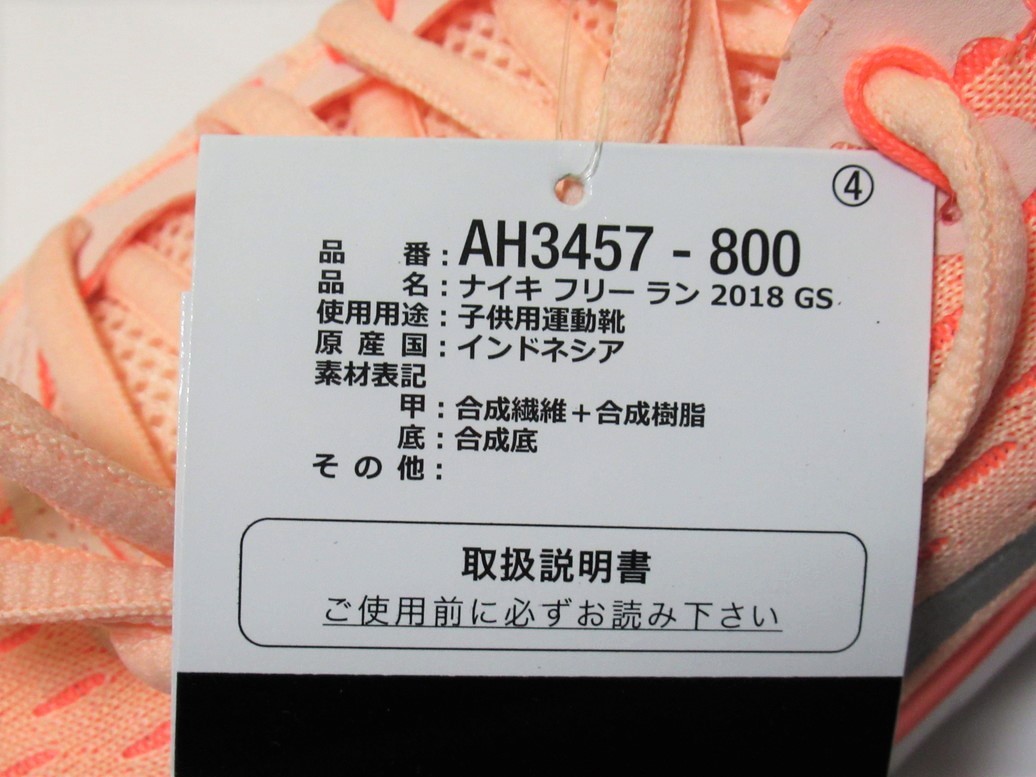 ④
品番：AH3457 - 800
品名：ナイキ フリー ラン 2018 GS
使用用途：子供用運動靴
原産国：インドネシア
素材表記
甲：合成繊維＋合成樹脂
底：合成底
その他：
取扱説明書
ご使用前に必ずお読み下さい